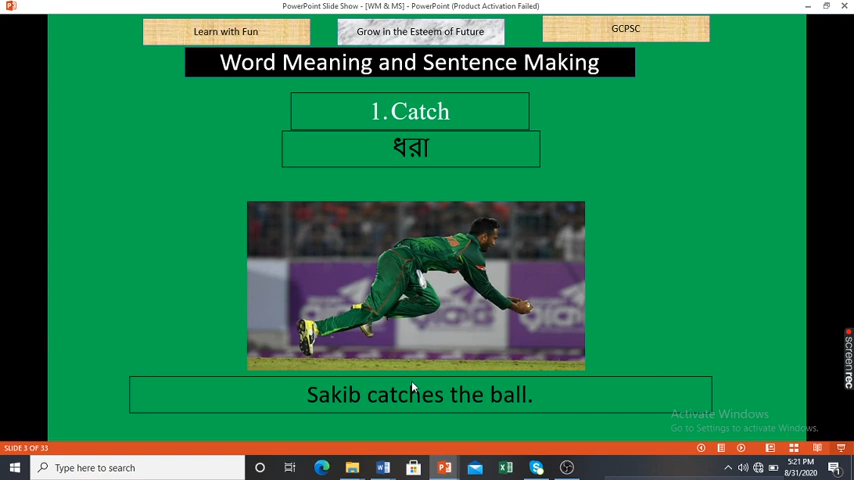 PowerPoint Slide Show - [WM & MS] - PowerPoint (Product Activation Failed)
Learn with Fun
Grow in the Esteem of Future
GCPSC
Word Meaning and Sentence Making
1. Catch
ধরা
Sakib catches the ball.
Activate Windows
Go to Settings to activate Windows.
screenrec
SLIDE 3 OF 33
Type here to search
5:21 PM
8/31/2020